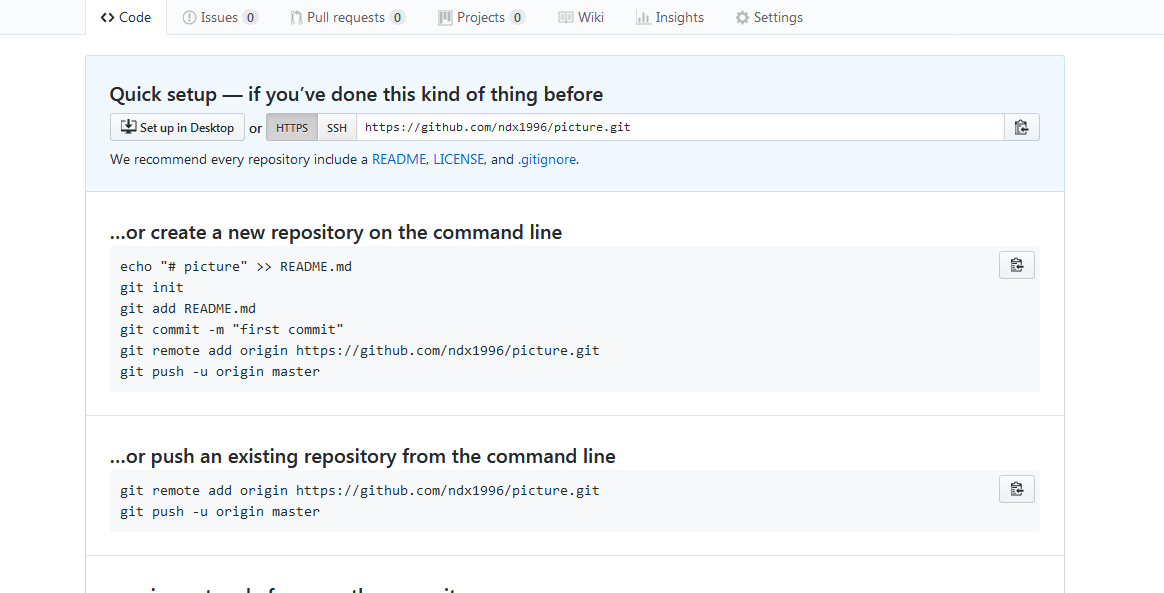 Code Issues 0 Pull requests 0 Projects 0 Wiki Insights Settings
Quick setup — if you’ve done this kind of thing before
Set up in Desktop or HTTPS SSH https://github.com/ndx1996/picture.git
We recommend every repository include a README, LICENSE, and .gitignore.
…or create a new repository on the command line
echo "# picture" >> README.md
git init
git add README.md
git commit -m "first commit"
git remote add origin https://github.com/ndx1996/picture.git
git push -u origin master
…or push an existing repository from the command line
git remote add origin https://github.com/ndx1996/picture.git
git push -u origin master